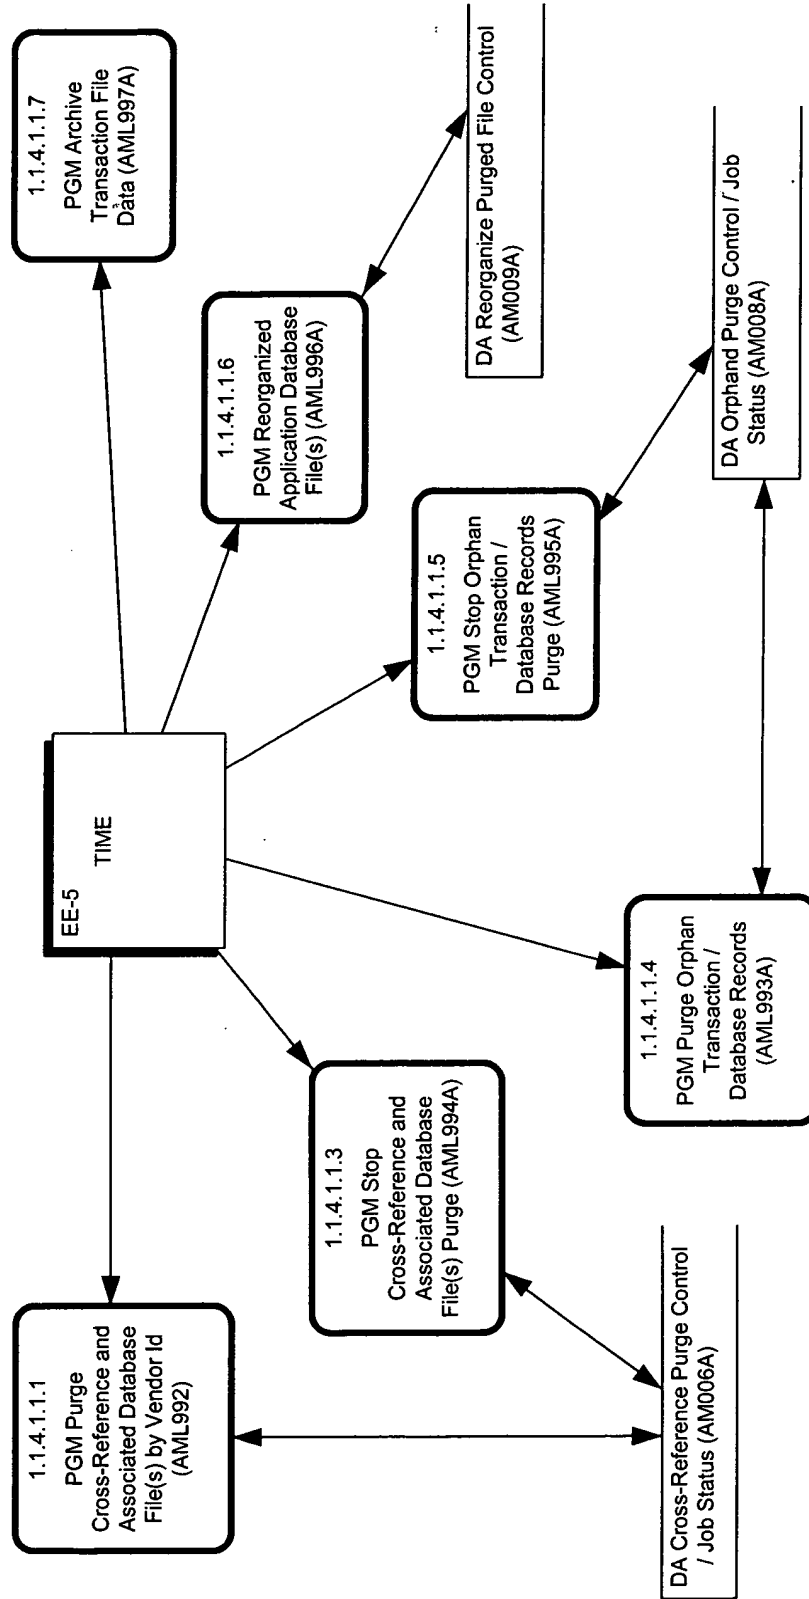 EE-5
TIME
1.1.4.1.1.1
PGM Purge
Cross-Reference and
Associated Database
File(s) by Vendor Id
(AML992)
1.1.4.1.1.3
PGM Stop
Cross-Reference and
Associated Database
File(s) Purge (AML994A)
1.1.4.1.1.4
PGM Purge Orphan
Transaction /
Database Records
(AML993A)
1.1.4.1.1.5
PGM Stop Orphan
Transaction /
Database Records
Purge (AML995A)
1.1.4.1.1.6
PGM Reorganized
Application Database
File(s) (AML996A)
1.1.4.1.1.7
PGM Archive
Transaction File
Data (AML997A)
DA Cross-Reference Purge Control
/ Job Status (AM006A)
DA Orphand Purge Control / Job
Status (AM008A)
DA Reorganize Purged File Control
(AM009A)